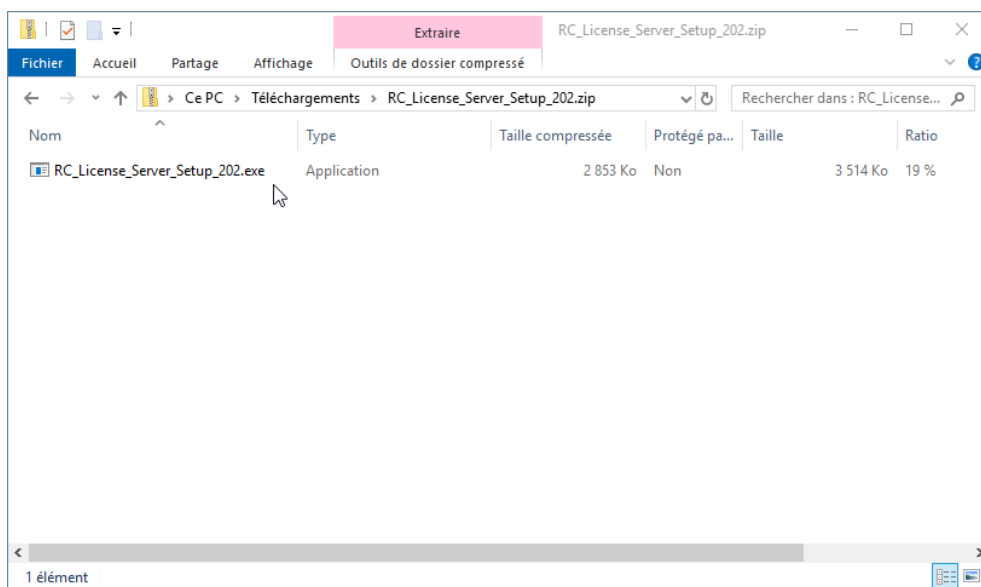 Extraire RC_License_Server_Setup_202.zip
Fichier Accueil Partage Affichage Outils de dossier compressé ?
Ce PC > Téléchargements > RC_License_Server_Setup_202.zip Rechercher dans : RC_License...
Nom Type Taille compressée Protégé pa... Taille Ratio
RC_License_Server_Setup_202.exe Application 2 853 Ko Non 3 514 Ko 19 %
1 élément